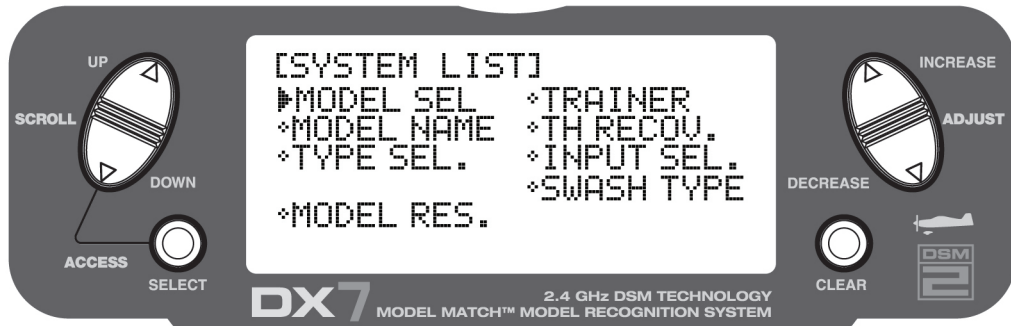 UP
SCROLL
DOWN
ACCESS
SELECT
[SYSTEM LIST]
MODEL SEL
MODEL NAME
TYPE SEL.
MODEL RES.
TRAINER
TH RECOV.
INPUT SEL.
SWASH TYPE
INCREASE
ADJUST
DECREASE
CLEAR
DSM
2
DX7
2.4 GHz DSM TECHNOLOGY
MODEL MATCH™ MODEL RECOGNITION SYSTEM